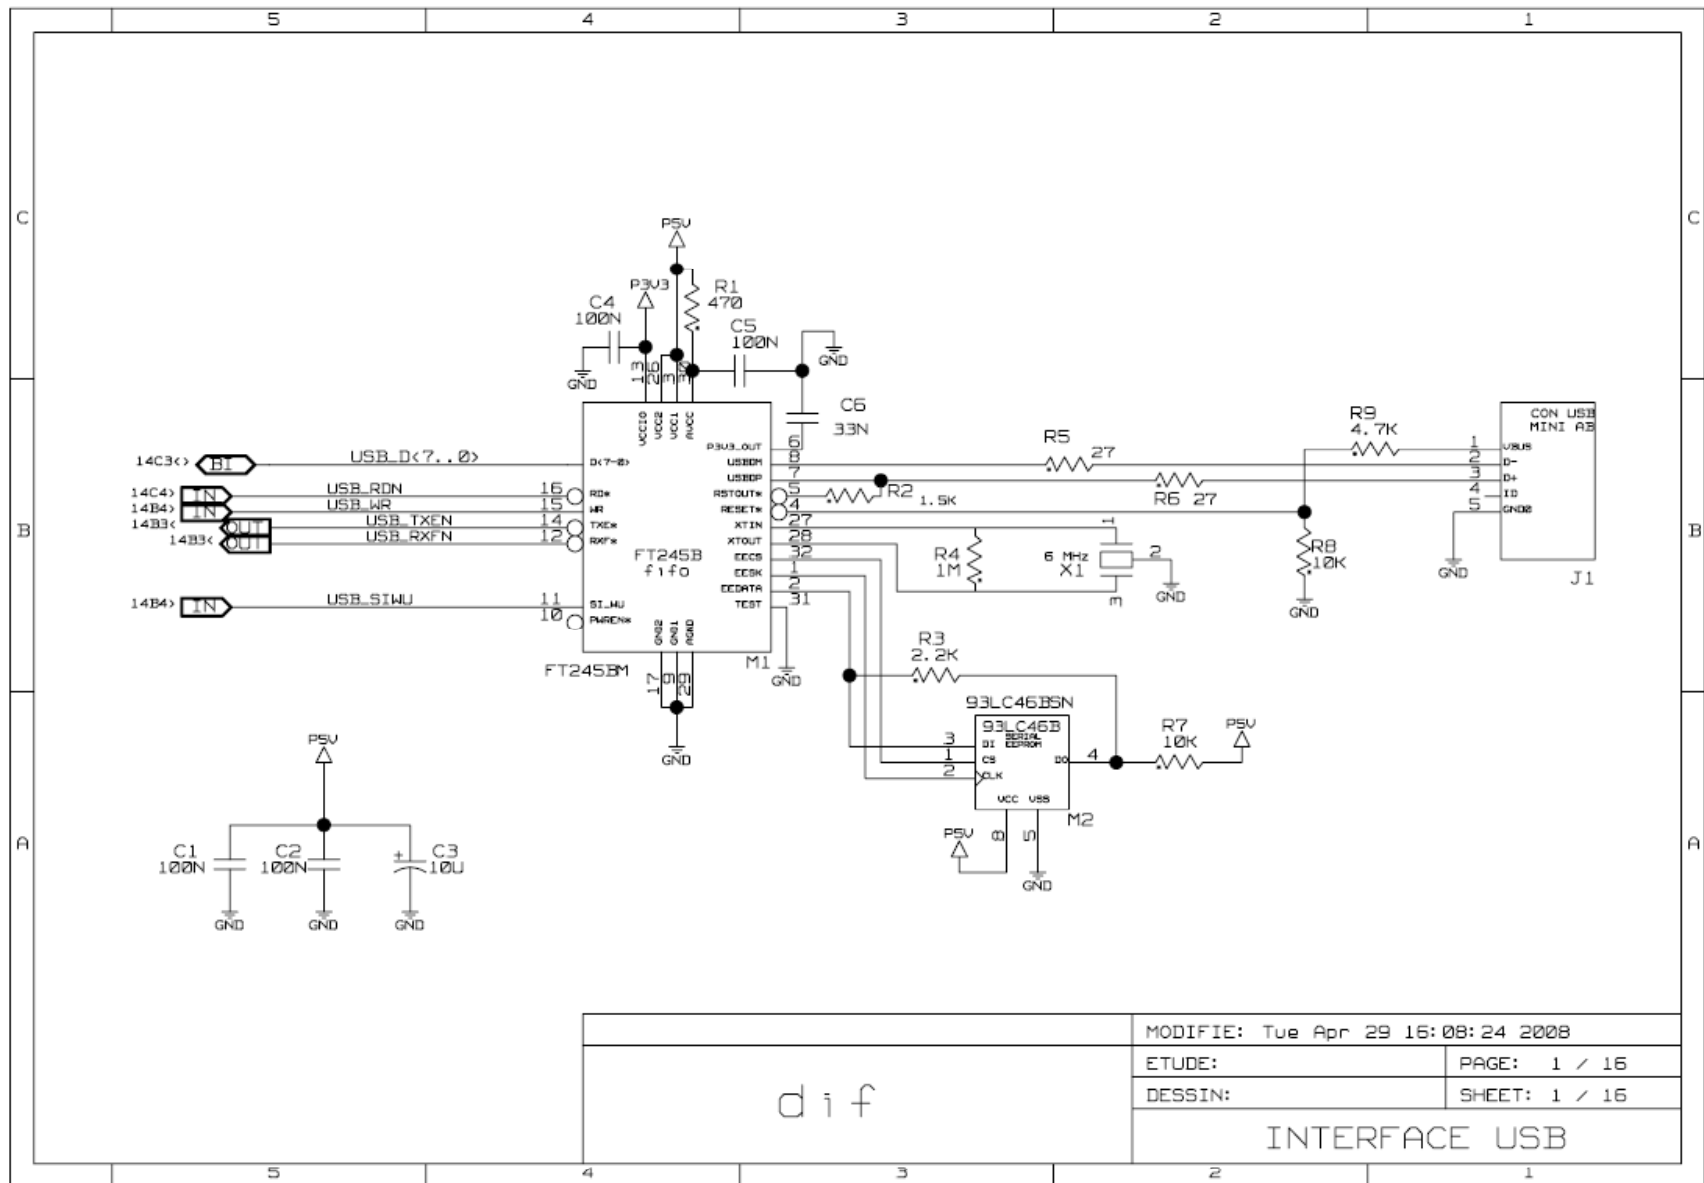 5 4 3 2 1
C C
P5V
P3V3
R1
470
C4
100N
C5
100N
GND
GND
13 26 3 30
VCCIO VCC2 VCC1 AVCC
C6
33N
R9
4.7K
CON USB
MINI AB
P3V3_OUT 6
R5 27
1 VBUS
14C3<> BI USB_D<7..0> D<7-0>
USBDM 8
2 D-
USBDP 7
3 D+
14C4> IN USB_RDN 16 RD*
RSTOUT* 5
R2 1.5K
R6 27
4 ID
14B4> IN USB_WR 15 WR
RESET* 4
5 GND0
14B3< OUT USB_TXEN 14 TXE*
XTIN 27
B B
14B3< OUT USB_RXFN 12 RXF*
XTOUT 28
FT245B
fifo
EECS 32
EESK 1
EEDATA 2
TEST 31
R4
1M
1
6 MHz
X1
2
3
GND
R8
10K
GND
GND
J1
14B4> IN USB_SIWU 11 SI_WU
10 PWREN*
GND2 GND1 AGND
FT245BM
M1
17 9 29
GND
GND
R3
2.2K
93LC46BSN
93LC46B
SERIAL
EEPROM
3 DI
1 CS
2 CLK
DO 4
R7
10K
P5V
VCC VSS
M2
8 5
P5V
GND
P5V
A A
C1
100N
C2
100N
+
C3
10U
GND GND GND
MODIFIE: Tue Apr 29 16:08:24 2008
ETUDE:
PAGE: 1 / 16
dif
DESSIN:
SHEET: 1 / 16
INTERFACE USB
5 4 3 2 1